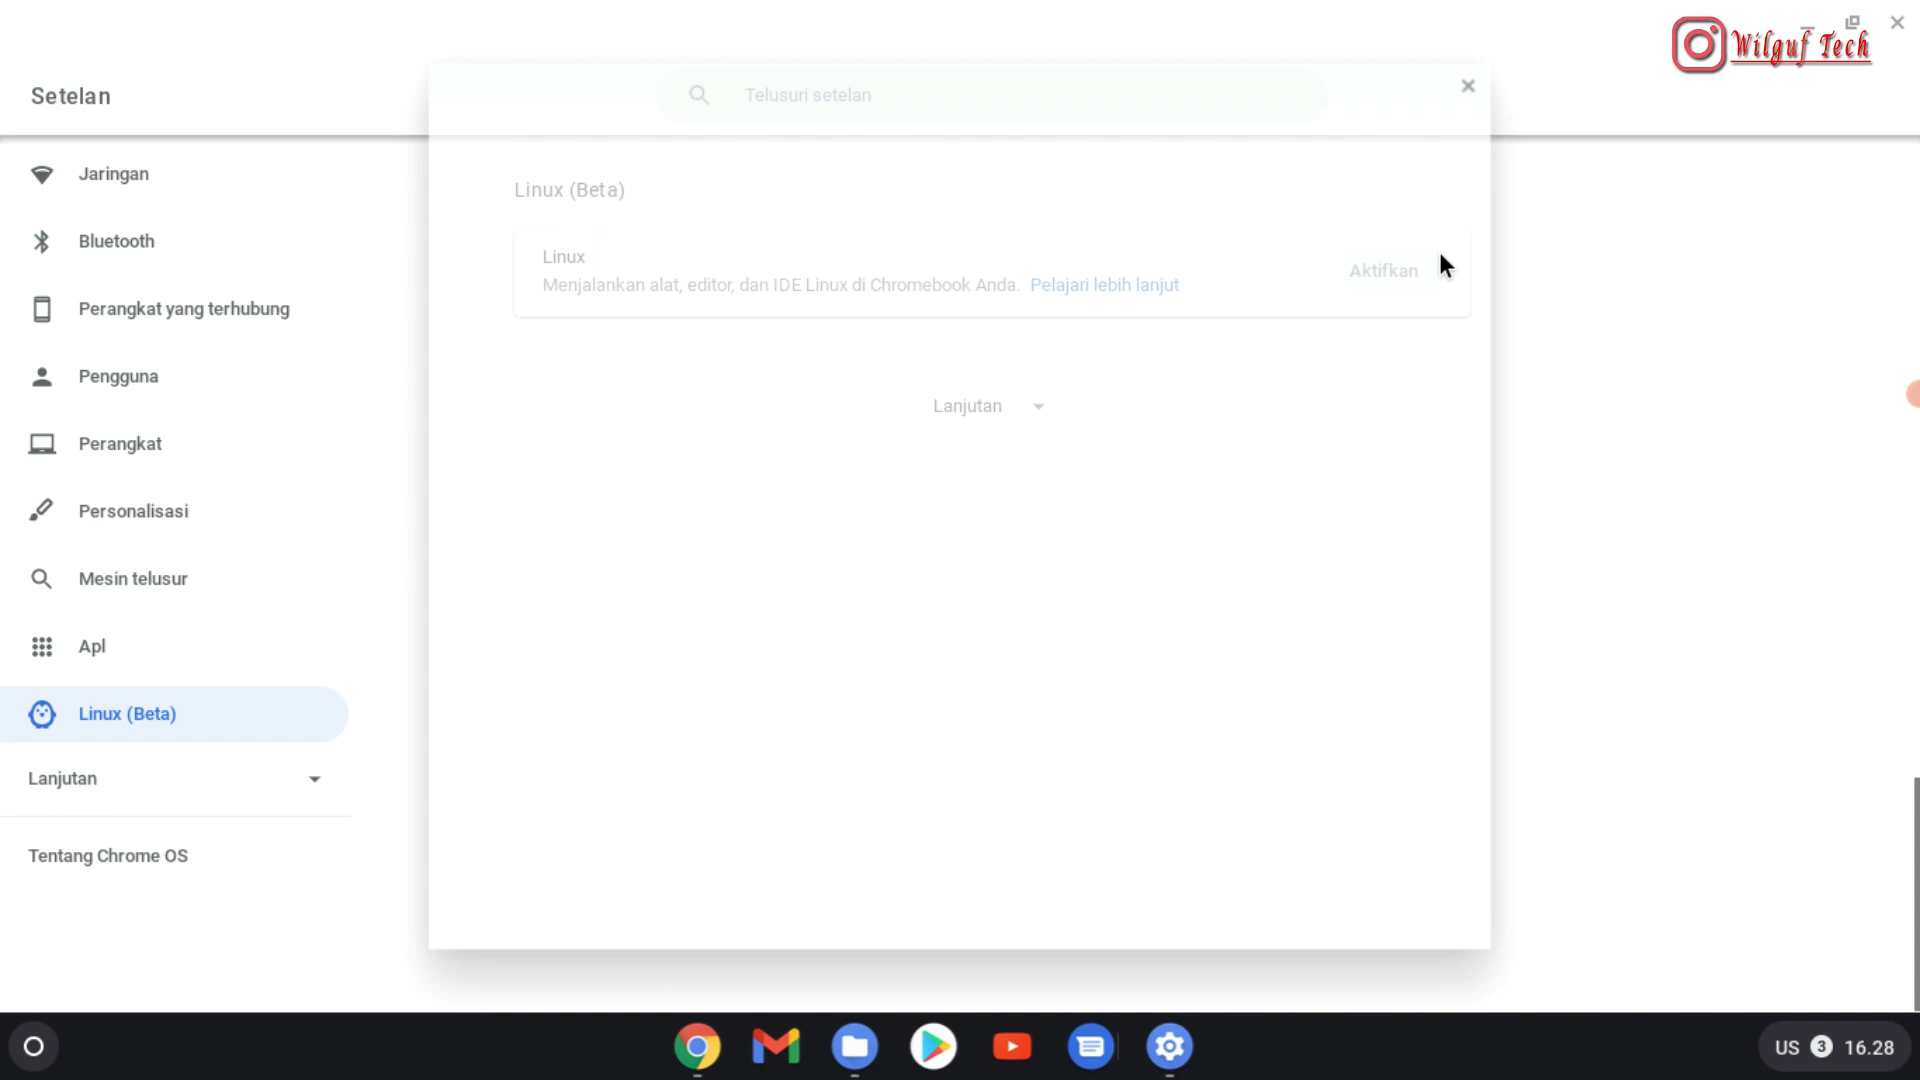 Wilguf Tech
Setelan
Telusuri setelan
Jaringan
Bluetooth
Perangkat yang terhubung
Pengguna
Perangkat
Personalisasi
Mesin telusur
Apl
Linux (Beta)
Lanjutan
Tentang Chrome OS
Linux (Beta)
Linux
Menjalankan alat, editor, dan IDE Linux di Chromebook Anda. Pelajari lebih lanjut
Aktifkan
Lanjutan
US 3 16.28